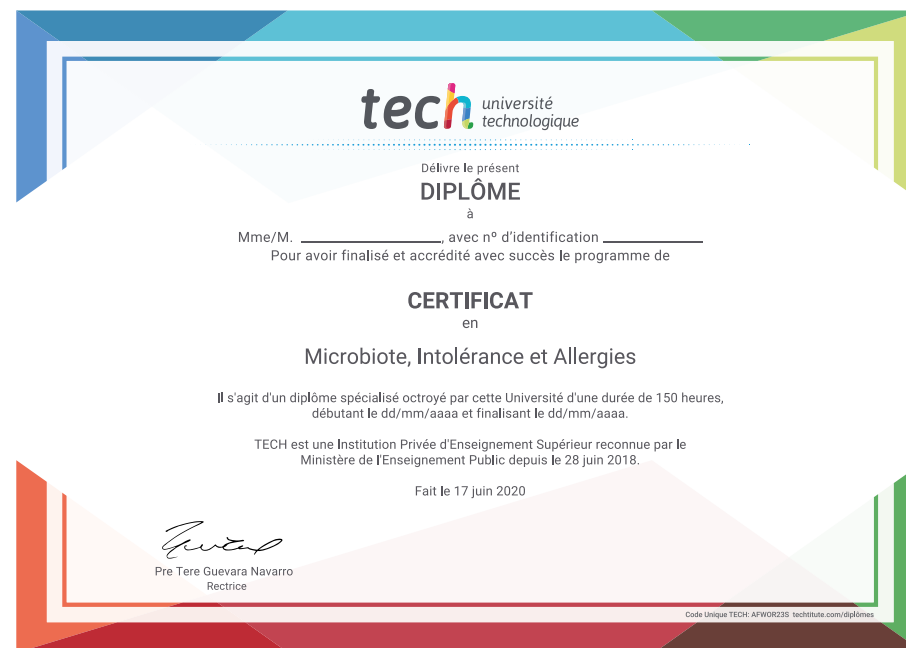 tech université
technologique
Délivre le présent
DIPLÔME
à
Mme/M. ____________________, avec nº d'identification ______________
Pour avoir finalisé et accrédité avec succès le programme de
CERTIFICAT
en
Microbiote, Intolérance et Allergies
Il s'agit d'un diplôme spécialisé octroyé par cette Université d'une durée de 150 heures,
débutant le dd/mm/aaaa et finalisant le dd/mm/aaaa.
TECH est une Institution Privée d'Enseignement Supérieur reconnue par le
Ministère de l'Enseignement Public depuis le 28 juin 2018.
Fait le 17 juin 2020
Pre Tere Guevara Navarro
Rectrice
Code Unique TECH: AFWOR23S techtitute.com/diplômes